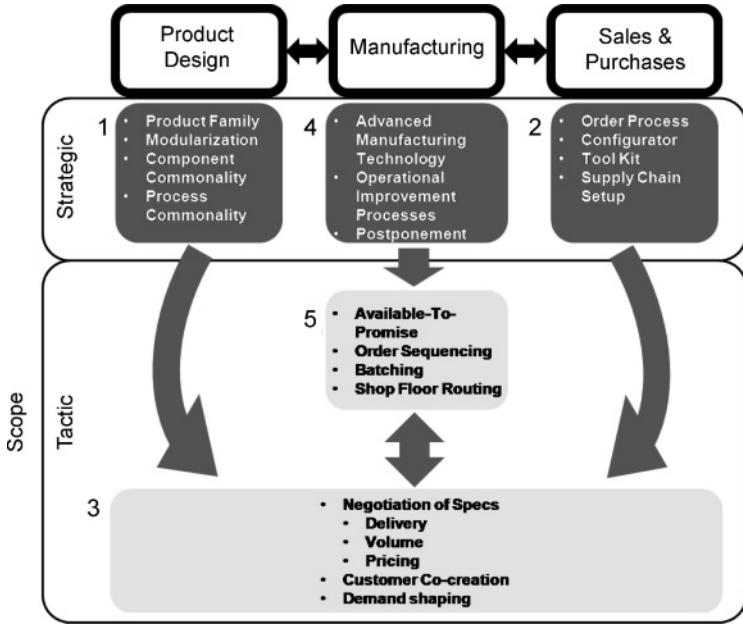 Product
Design
Manufacturing
Sales &
Purchases
Scope
Strategic
1
• Product Family
• Modularization
• Component
Commonality
• Process
Commonality
4
• Advanced
Manufacturing
Technology
• Operational
Improvement
Processes
• Postponement
2
• Order Process
• Configurator
• Tool Kit
• Supply Chain
Setup
Tactic
5
• Available-To-
Promise
• Order Sequencing
• Batching
• Shop Floor Routing
3
• Negotiation of Specs
• Delivery
• Volume
• Pricing
• Customer Co-creation
• Demand shaping